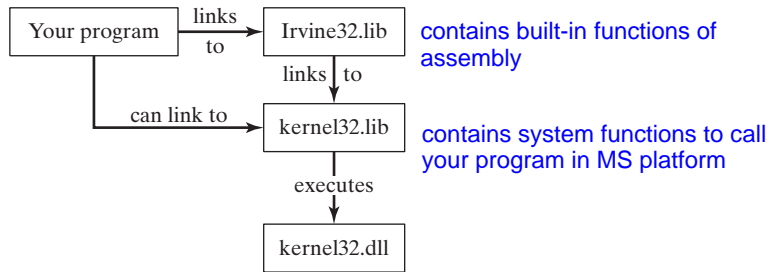 Your program
links
to
Irvine32.lib
contains built-in functions of
assembly
links to
can link to
kernel32.lib
contains system functions to call
your program in MS platform
executes
kernel32.dll